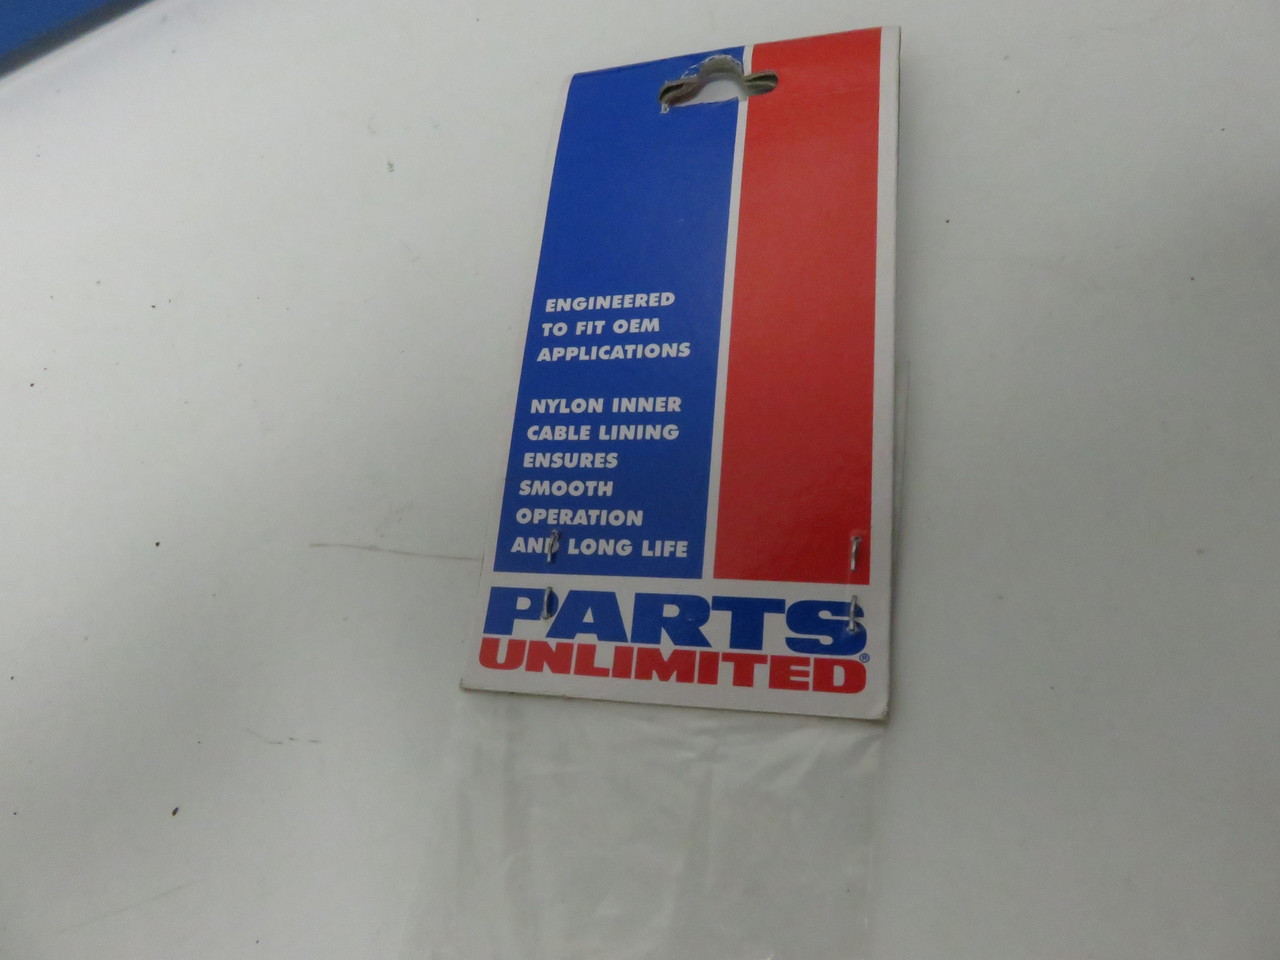 ENGINEERED
TO FIT OEM
APPLICATIONS
NYLON INNER
CABLE LINING
ENSURES
SMOOTH
OPERATION
AND LONG LIFE
PARTS
UNLIMITED®